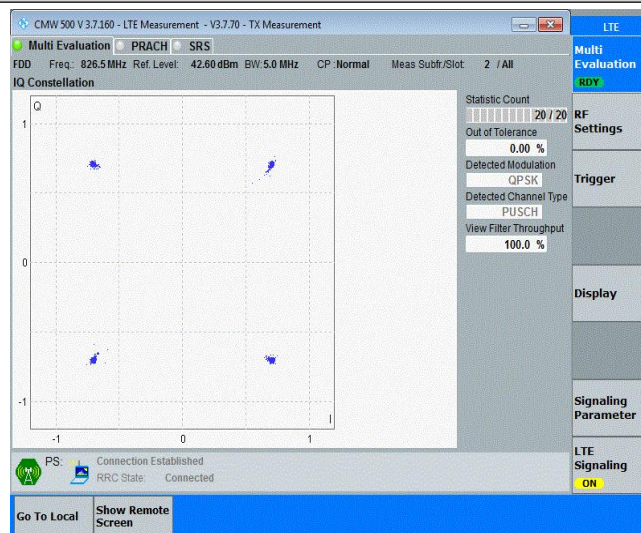 CMW 500 V 3.7.160 - LTE Measurement - V3.7.70 - TX Measurement
LTE
Multi Evaluation PRACH SRS
Multi
Evaluation
RDY
FDD Freq.: 826.5 MHz Ref. Level: 42.60 dBm BW: 5.0 MHz CP : Normal Meas Subfr./Slot: 2 / All
IQ Constellation
Q
1
0
-1
-1 0 1
I
Statistic Count
20 / 20
Out of Tolerance
0.00 %
Detected Modulation
QPSK
Detected Channel Type
PUSCH
View Filter Throughput
100.0 %
RF
Settings
Trigger
Display
Signaling
Parameter
LTE
Signaling
ON
PS: Connection Established
RRC State: Connected
Go To Local
Show Remote
Screen